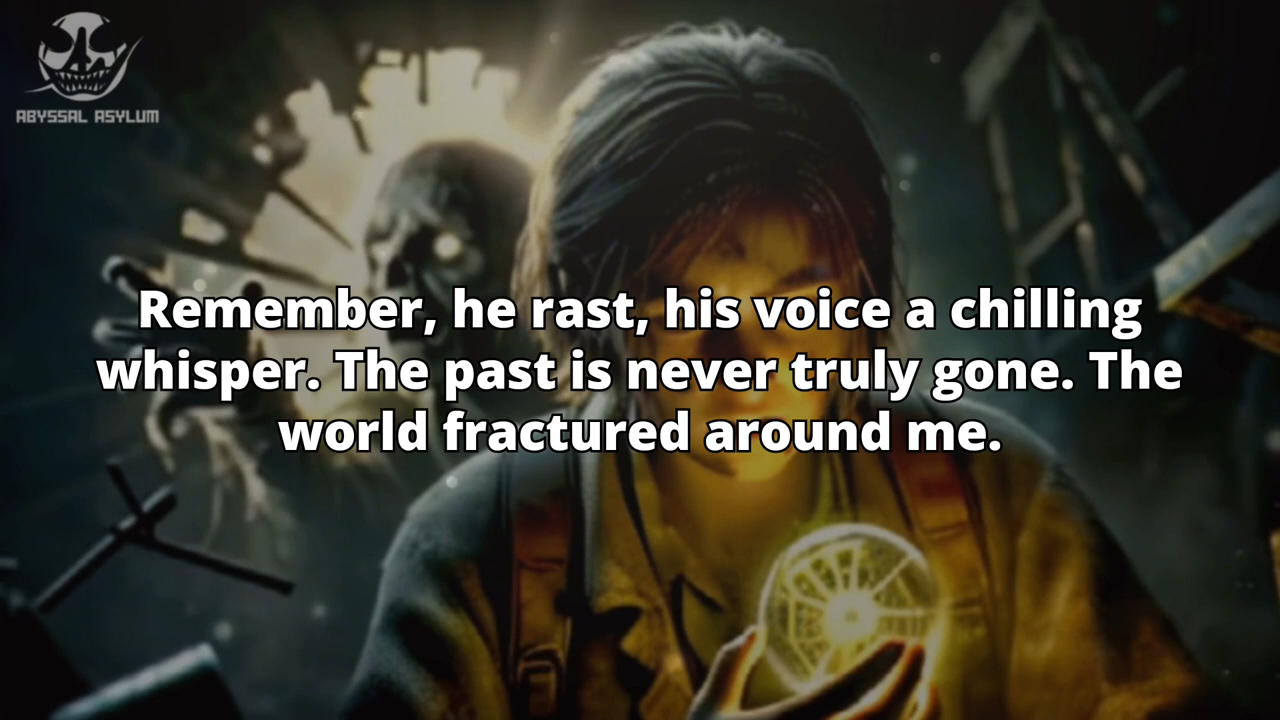 ABYSSAL ASYLUM
Remember, he rast, his voice a chilling
whisper. The past is never truly gone. The
world fractured around me.